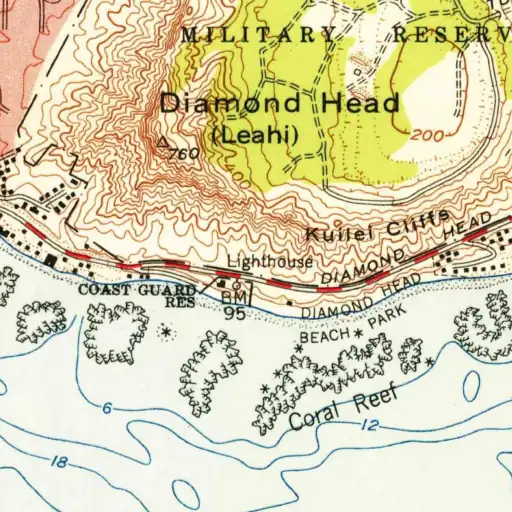 MILITARY RESERV
Diamond Head
(Leahi)
760
200
Kuilei Cliffs
Lighthouse
DIAMOND HEAD
COAST GUARD
RES
BM
95
DIAMOND HEAD
BEACH PARK
Coral Reef
6
12
18